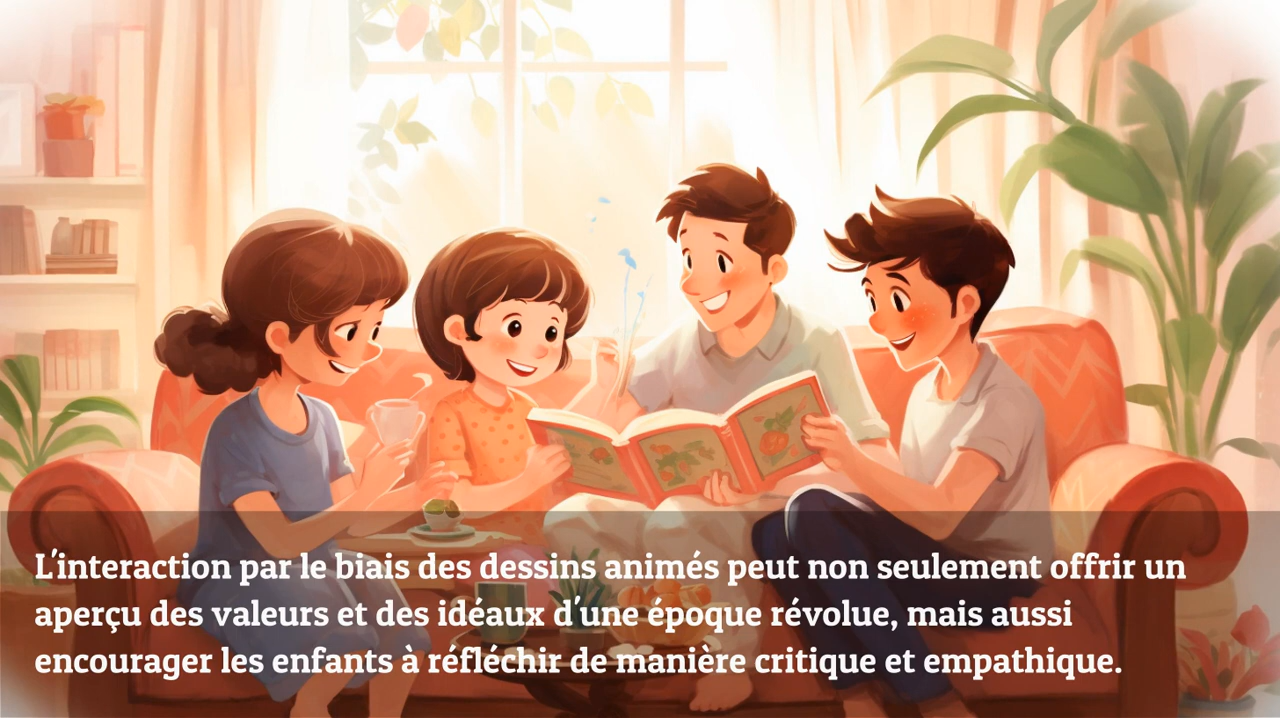 L'interaction par le biais des dessins animés peut non seulement offrir un
aperçu des valeurs et des idéaux d'une époque révolue, mais aussi
encourager les enfants à réfléchir de manière critique et empathique.